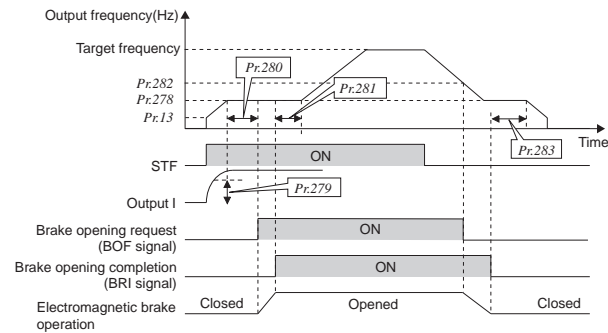 Output frequency(Hz)
Target frequency
Pr.280
Pr.282
Pr.281
Pr.278
Pr.13
Time
Pr.283
STF
ON
Pr.279
Output I
Brake opening request
(BOF signal)
ON
Brake opening completion
(BRI signal)
ON
Electromagnetic brake
operation
Closed
Opened
Closed